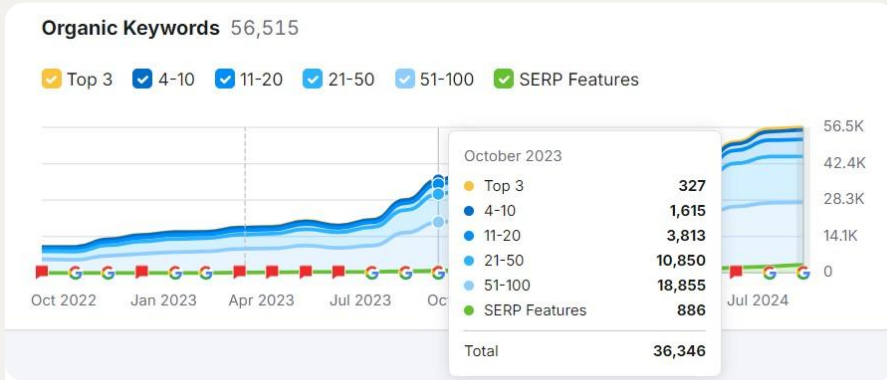 Organic Keywords 56,515
Top 3 4-10 11-20 21-50 51-100 SERP Features
56.5K
42.4K
28.3K
14.1K
0
October 2023
Top 3 327
4-10 1,615
11-20 3,813
21-50 10,850
51-100 18,855
SERP Features 886
Total 36,346
Oct 2022 Jan 2023 Apr 2023 Jul 2023 Oc Jul 2024